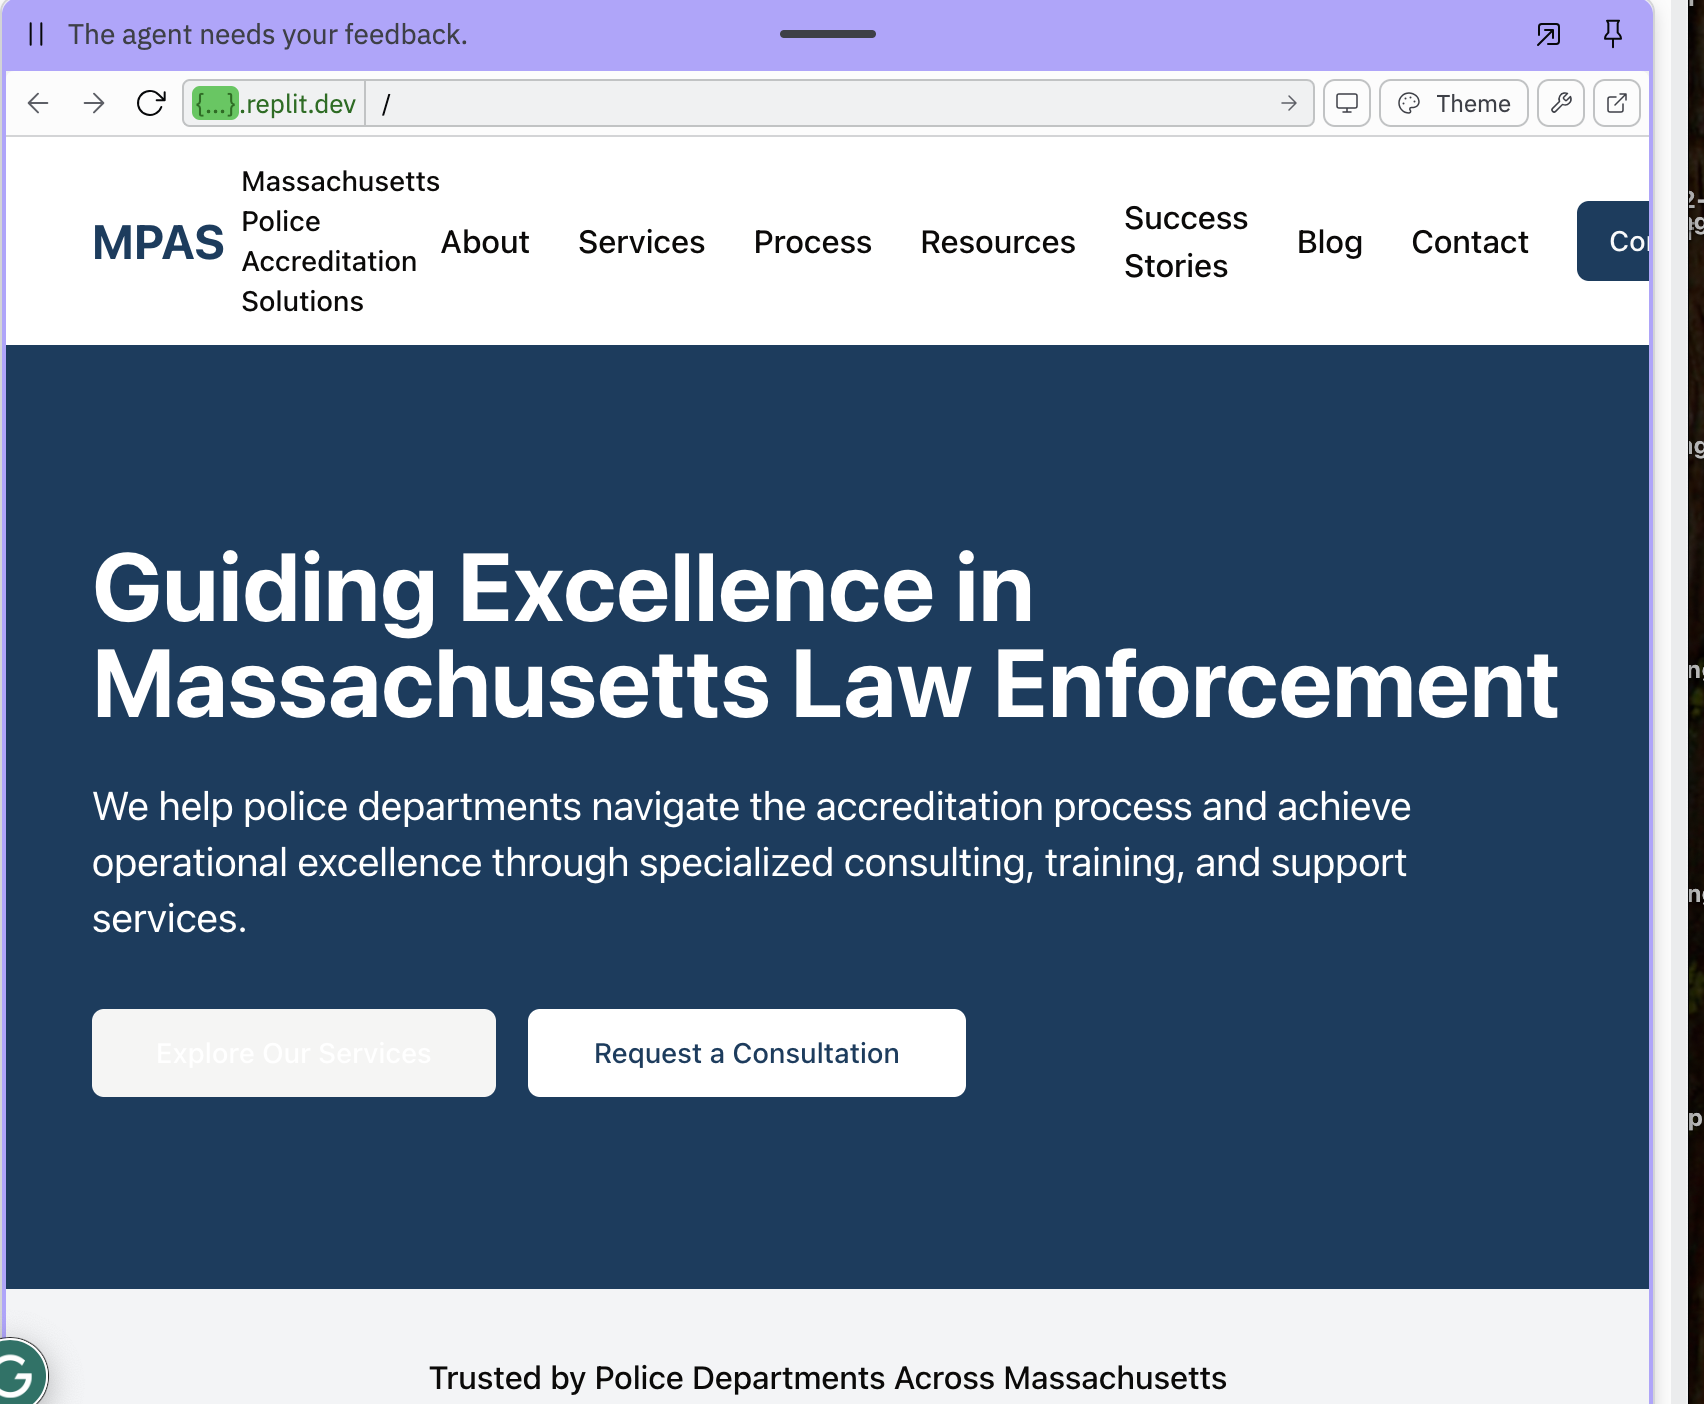 The agent needs your feedback.
{...}.replit.dev /
Theme
MPAS
Massachusetts
Police
Accreditation
Solutions
About
Services
Process
Resources
Success
Stories
Blog
Contact
Guiding Excellence in
Massachusetts Law Enforcement
We help police departments navigate the accreditation process and achieve
operational excellence through specialized consulting, training, and support
services.
Explore Our Services
Request a Consultation
Trusted by Police Departments Across Massachusetts